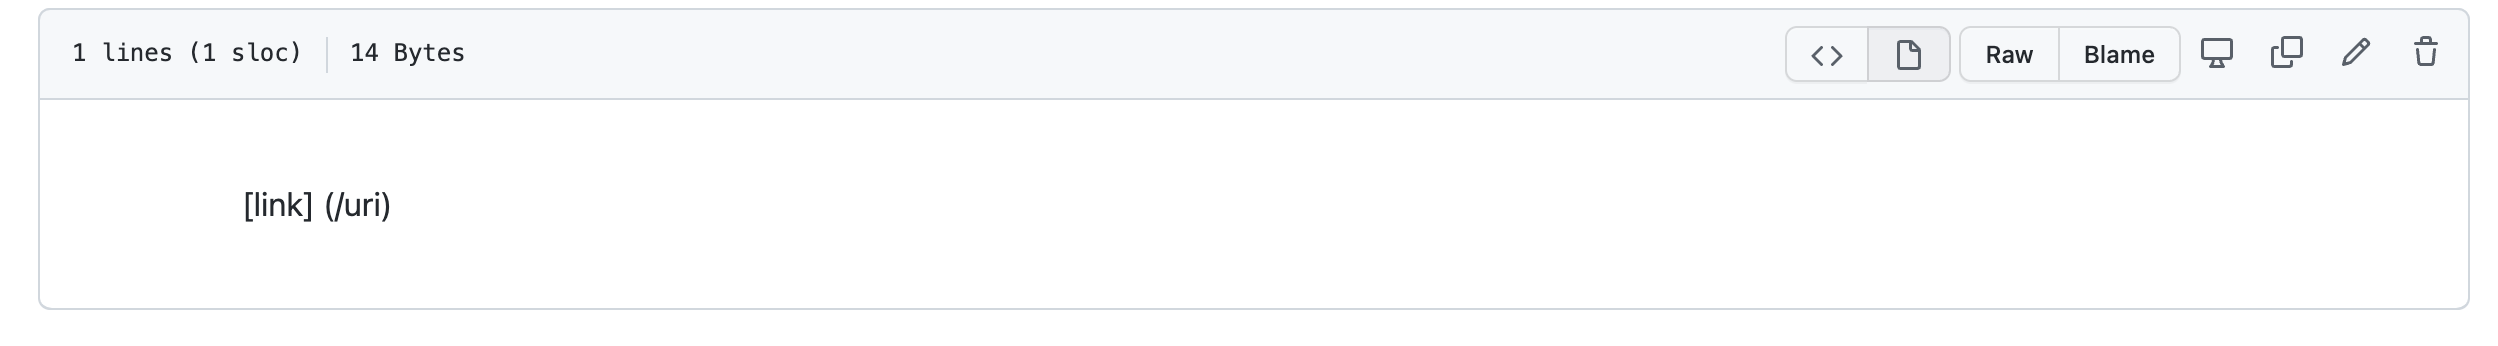 1 lines (1 sloc) 14 Bytes Raw Blame
[link] (/uri)